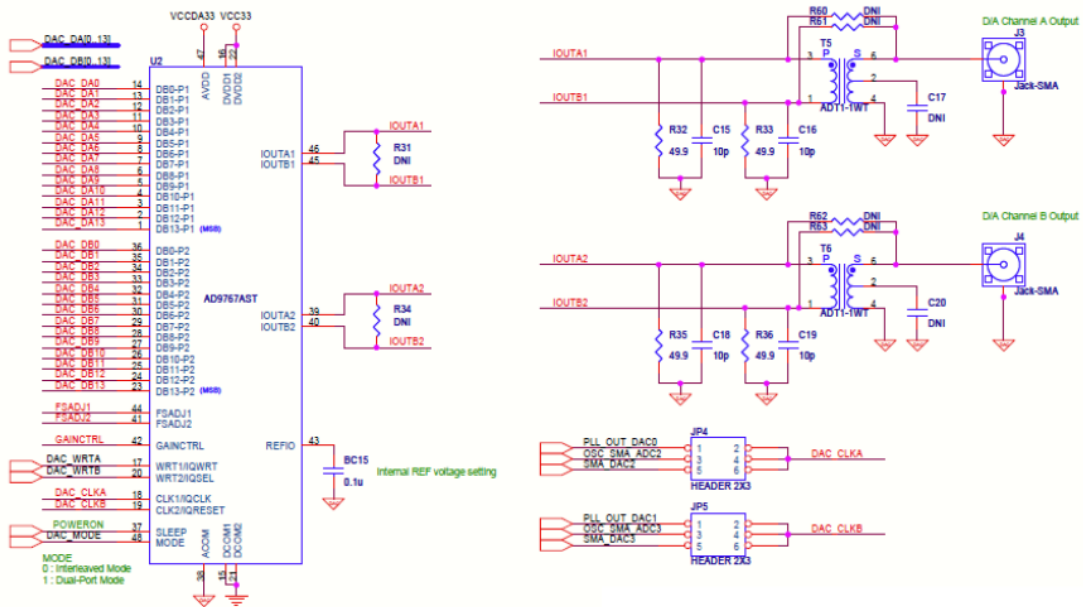 VCCDA33 VCC33
DAC_DA[0..13]
DAC_DB[0..13]
U2
47 16 22
AVDD DVDD1 DVDD2
DAC_DA0 14 DB0-P1
DAC_DA1 13 DB1-P1
DAC_DA2 12 DB2-P1
DAC_DA3 11 DB3-P1
DAC_DA4 10 DB4-P1
DAC_DA5 9 DB5-P1
DAC_DA6 8 DB6-P1
DAC_DA7 7 DB7-P1
DAC_DA8 6 DB8-P1
DAC_DA9 5 DB9-P1
DAC_DA10 4 DB10-P1
DAC_DA11 3 DB11-P1
DAC_DA12 2 DB12-P1
DAC_DA13 1 DB13-P1 (MSB)
DAC_DB0 36 DB0-P2
DAC_DB1 35 DB1-P2
DAC_DB2 34 DB2-P2
DAC_DB3 33 DB3-P2
DAC_DB4 32 DB4-P2
DAC_DB5 31 DB5-P2
DAC_DB6 30 DB6-P2
DAC_DB7 29 DB7-P2
DAC_DB8 28 DB8-P2
DAC_DB9 27 DB9-P2
DAC_DB10 26 DB10-P2
DAC_DB11 25 DB11-P2
DAC_DB12 24 DB12-P2
DAC_DB13 23 DB13-P2 (MSB)
AD9767AST
FSADJ1 44 FSADJ1
FSADJ2 41 FSADJ2
GAINCTRL 42 GAINCTRL
DAC_WRTA 17 WRT1/IQWRT
DAC_WRTB 20 WRT2/IQSEL
DAC_CLKA 18 CLK1/IQCLK
DAC_CLKB 19 CLK2/IQRESET
POWERON 37 SLEEP
DAC_MODE 48 MODE
ACOM DCOM1 DCOM2
38 15 21
MODE
0 : Interleaved Mode
1 : Dual-Port Mode
IOUTA1 46 IOUTA1
IOUTB1 45 IOUTB1
R31
DNI
IOUTA2 39 IOUTA2
IOUTB2 40 IOUTB2
R34
DNI
REFIO 43
BC15
0.1u
Internal REF voltage setting
R60 DNI
R61 DNI
D/A Channel A Output
IOUTA1
3 T5 6
P S
J3
Jack-SMA
2
IOUTB1
1 4
ADT1-1WT
C17
DNI
R32 C15 R33 C16
49.9 10p 49.9 10p
R62 DNI
R63
D/A Channel B Output
IOUTA2
3 T6 6
P S
J4
Jack-SMA
2
IOUTB2
1 4
ADT1-1WT
C20
DNI
R35 C18 R36 C19
49.9 10p 49.9 10p
JP4
PLL_OUT_DAC0 1 2
OSC_SMA_ADC2 3 4 DAC_CLKA
SMA_DAC2 5 6
HEADER 2X3
JP5
PLL_OUT_DAC1 1 2
OSC_SMA_ADC3 3 4 DAC_CLKB
SMA_DAC3 5 6
HEADER 2X3